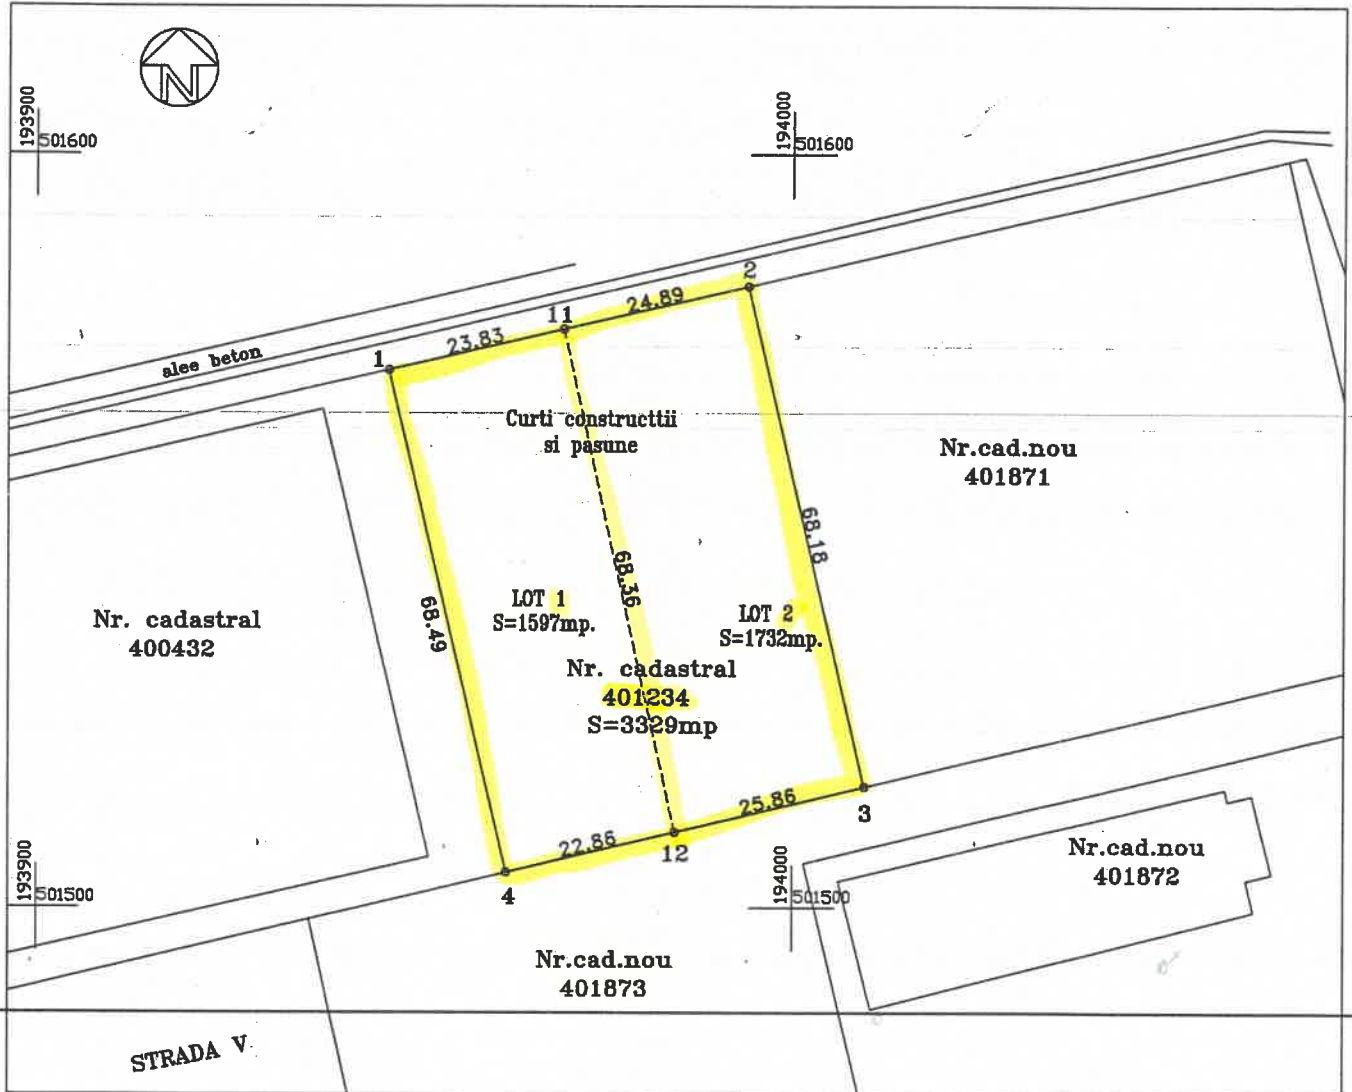 N
193900
501600
194000
501600
2
24.89
11
23.83
1
alee beton
Curti constructtii
si pasune
Nr.cad.nou
401871
68.18
68.36
68.49
LOT 1
S=1597mp.
LOT 2
S=1732mp.
Nr. cadastral
400432
Nr. cadastral
401234
S=3329mp
25.86
3
22.86
12
4
Nr.cad.nou
401872
193900
501500
194000
501500
Nr.cad.nou
401873
STRADA V